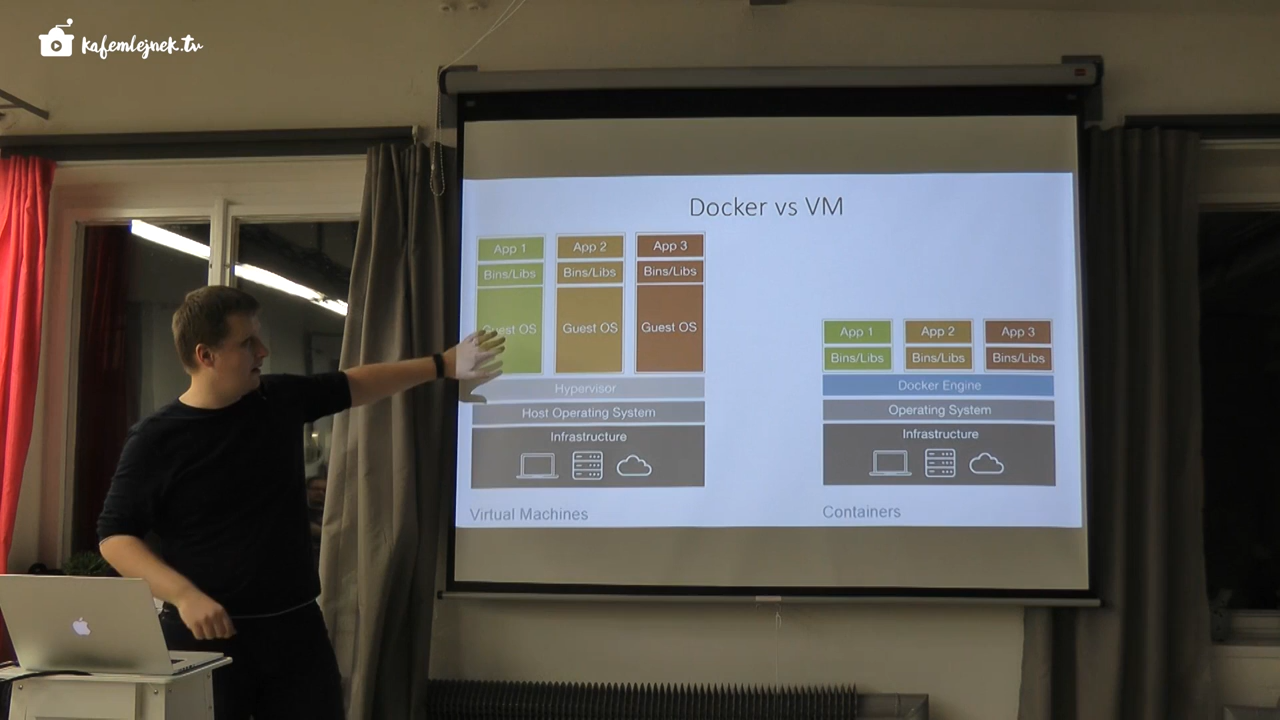 kafemlejnek.tv
Docker vs VM
App 1
App 2
App 3
Bins/Libs
Bins/Libs
Bins/Libs
Guest OS
Guest OS
Guest OS
Hypervisor
Host Operating System
Infrastructure
Virtual Machines
App 1
App 2
App 3
Bins/Libs
Bins/Libs
Bins/Libs
Docker Engine
Operating System
Infrastructure
Containers